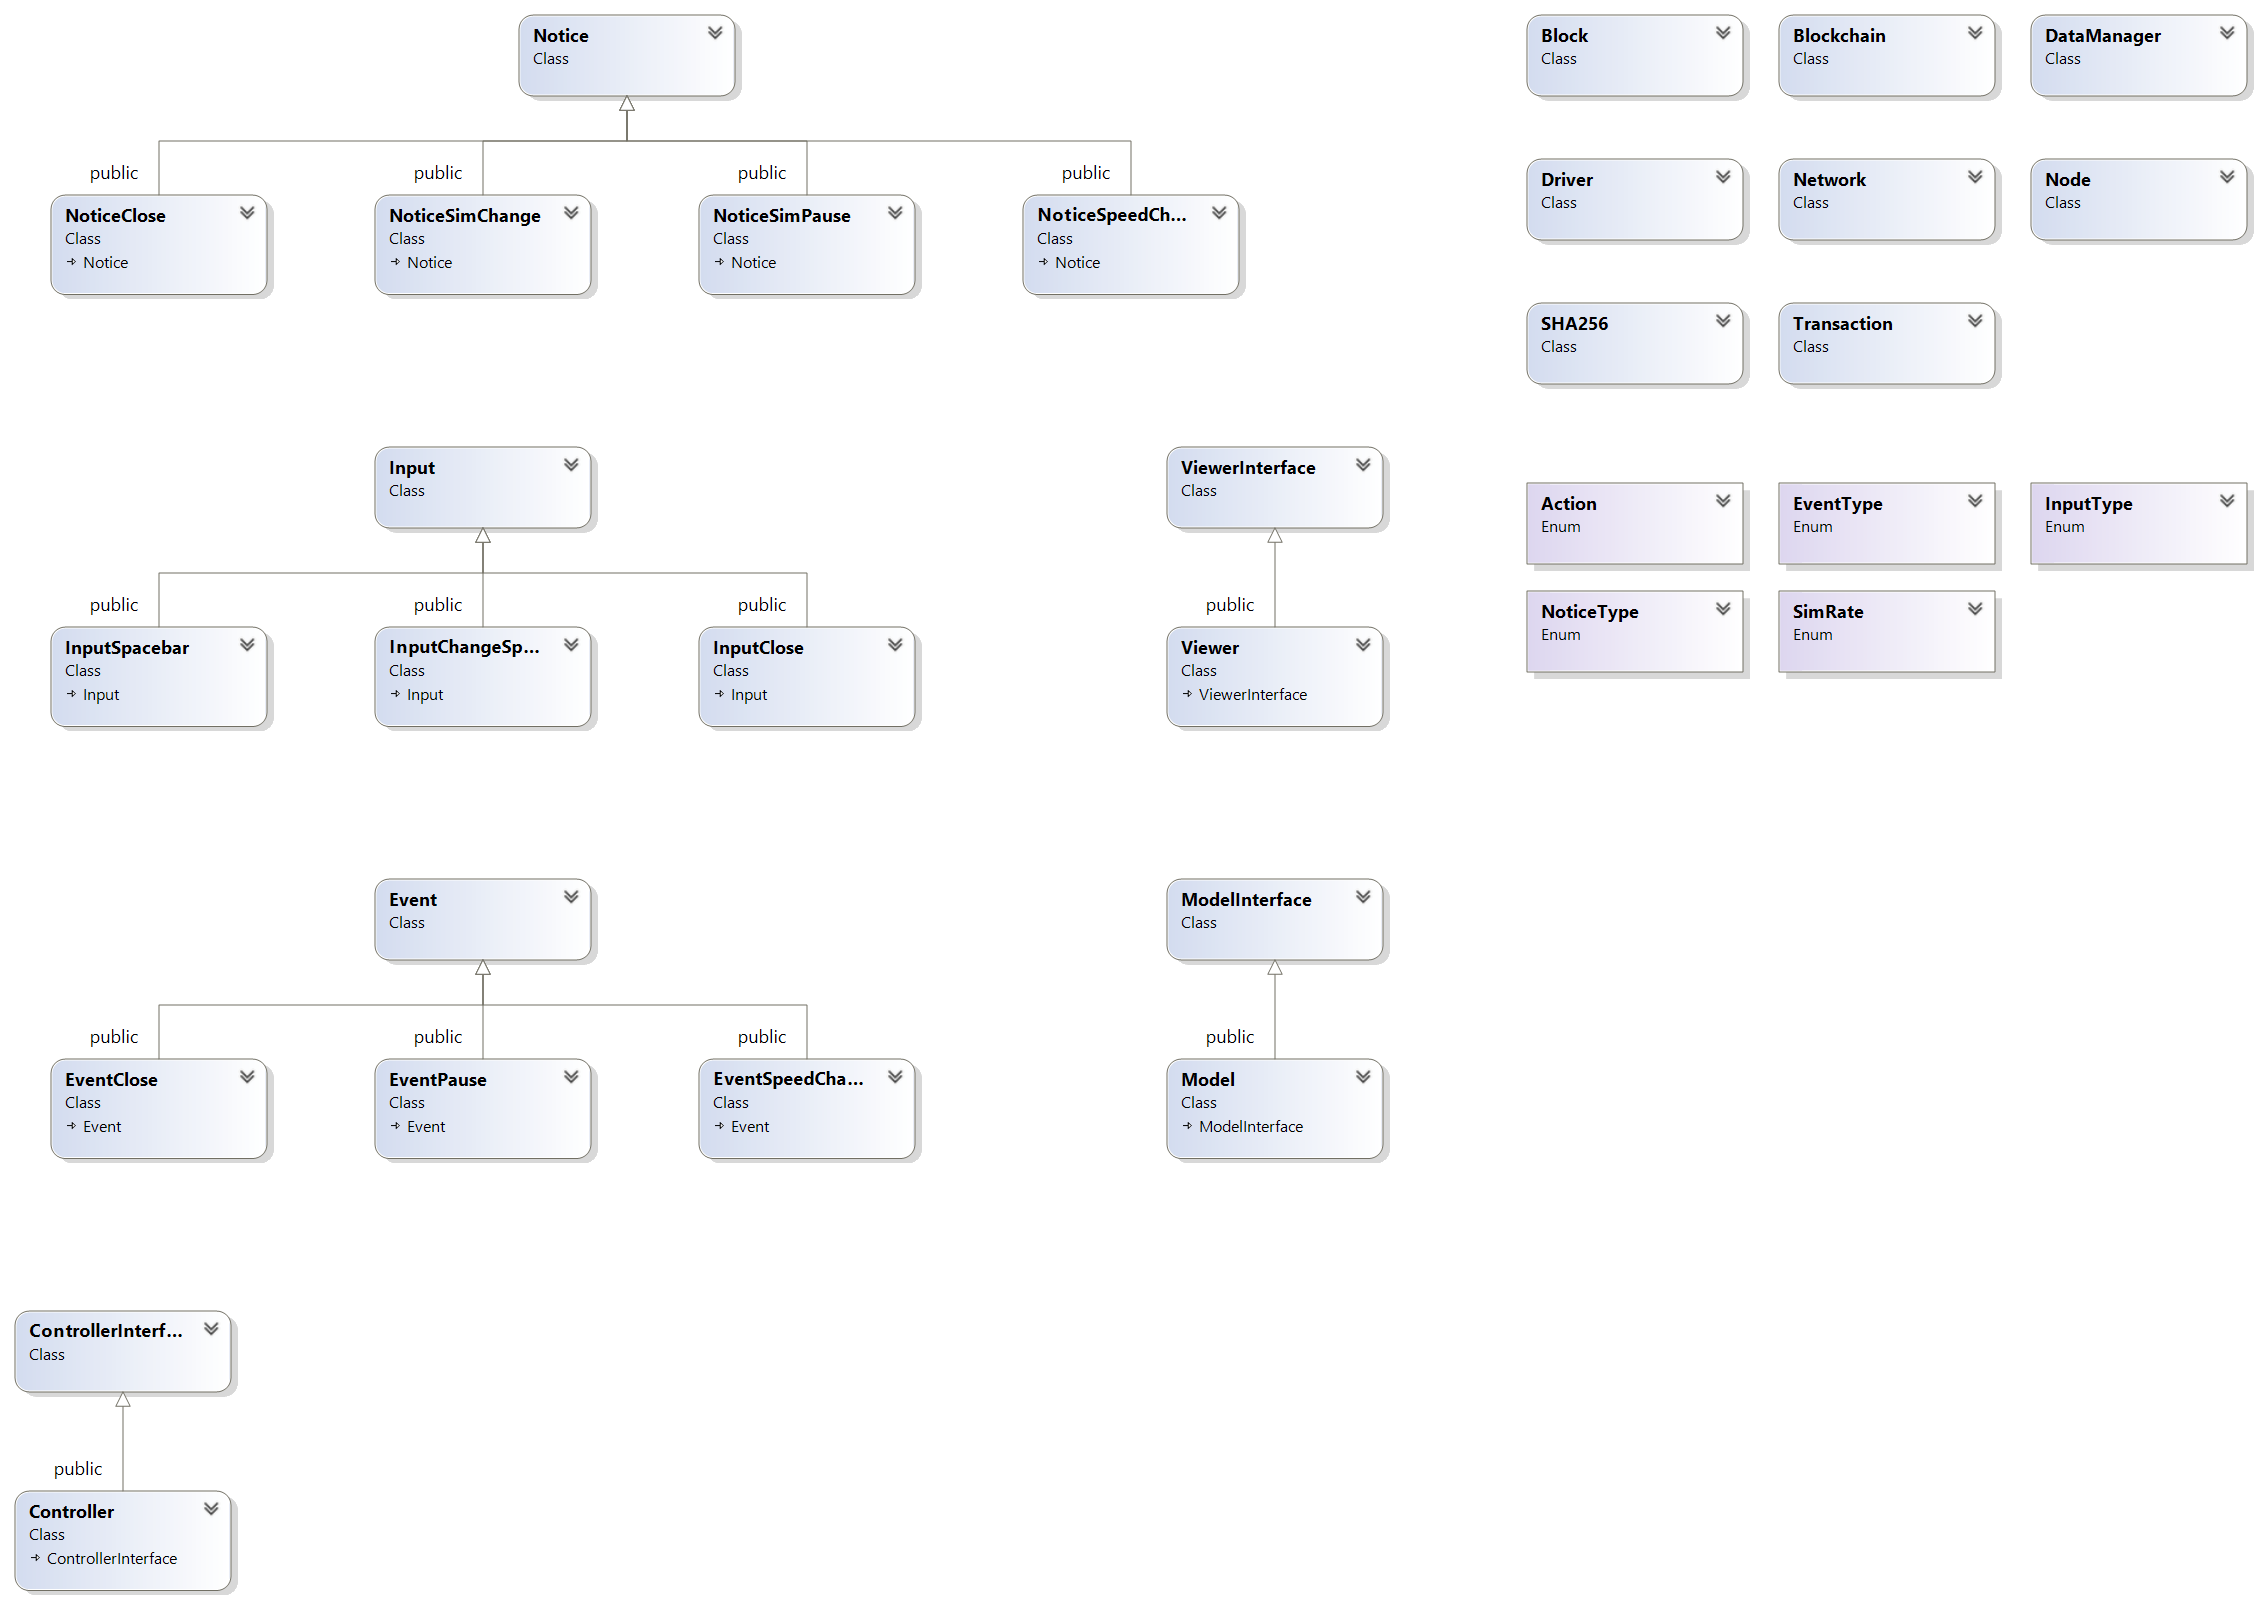 Notice
Class
public
public
public
public
NoticeClose
Class
Notice
NoticeSimChange
Class
Notice
NoticeSimPause
Class
Notice
NoticeSpeedCh...
Class
Notice
Block
Class
Blockchain
Class
DataManager
Class
Driver
Class
Network
Class
Node
Class
SHA256
Class
Transaction
Class
Input
Class
public
public
public
InputSpacebar
Class
Input
InputChangeSp...
Class
Input
InputClose
Class
Input
ViewerInterface
Class
public
Viewer
Class
ViewerInterface
Action
Enum
EventType
Enum
InputType
Enum
NoticeType
Enum
SimRate
Enum
Event
Class
public
public
public
EventClose
Class
Event
EventPause
Class
Event
EventSpeedCha...
Class
Event
ModelInterface
Class
public
Model
Class
ModelInterface
ControllerInterf...
Class
public
Controller
Class
ControllerInterface